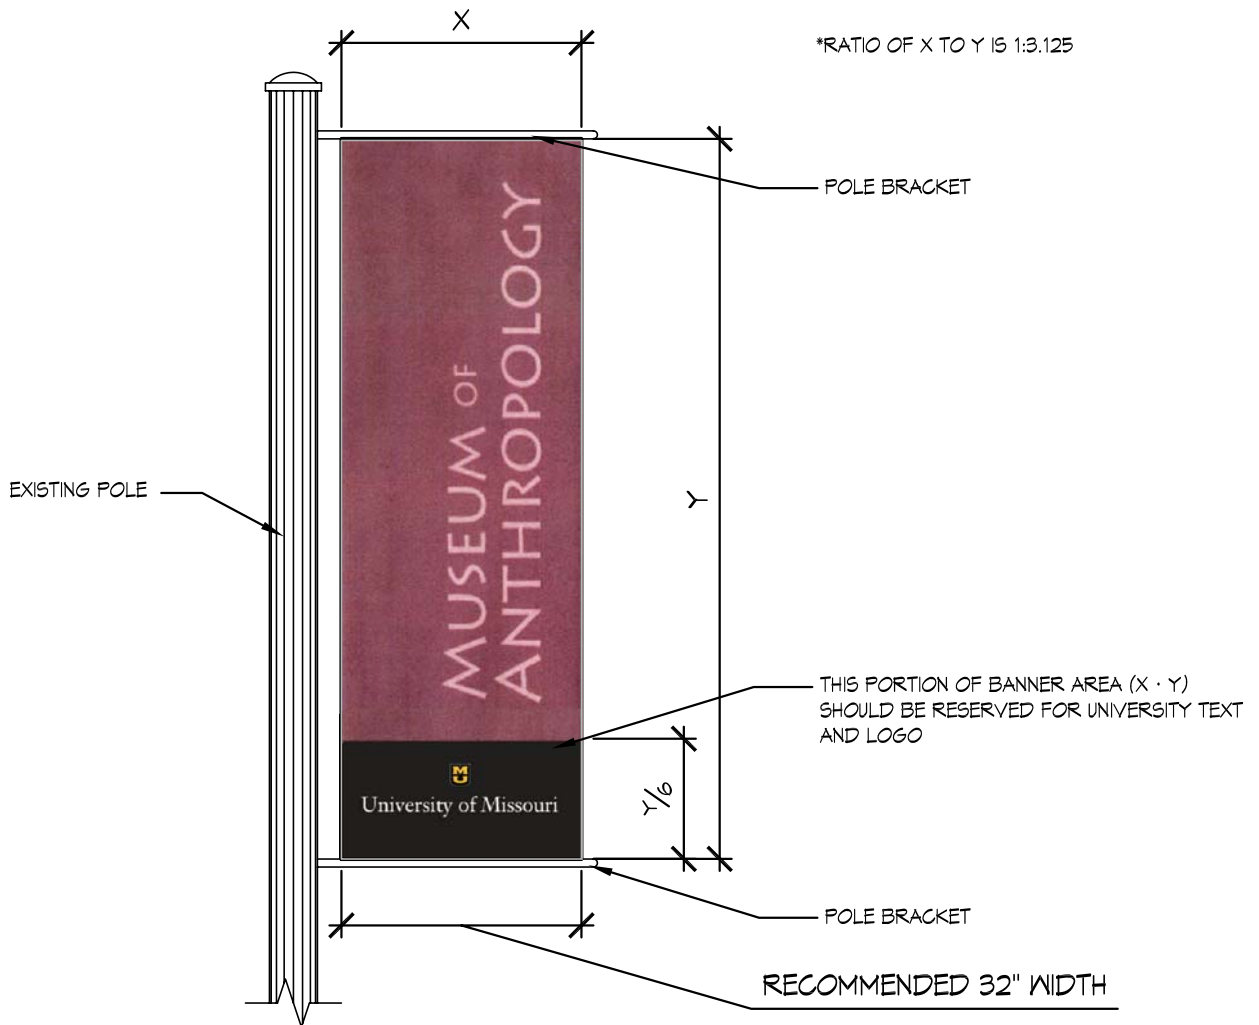 X
*RATIO OF X TO Y IS 1:3.125
POLE BRACKET
MUSEUM OF
ANTHROPOLOGY
EXISTING POLE
Y
THIS PORTION OF BANNER AREA (X · Y)
SHOULD BE RESERVED FOR UNIVERSITY TEXT
AND LOGO
MU
University of Missouri
Y/6
POLE BRACKET
RECOMMENDED 32" WIDTH